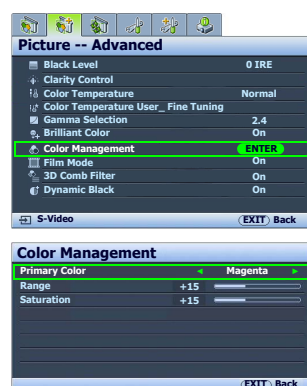 Picture -- Advanced
Black Level 0 IRE
Clarity Control
Color Temperature Normal
Color Temperature User_ Fine Tuning
Gamma Selection 2.4
Brilliant Color On
Color Management ENTER
Film Mode On
3D Comb Filter On
Dynamic Black On
S-Video EXIT Back
Color Management
Primary Color Magenta
Range +15
Saturation +15
EXIT Back